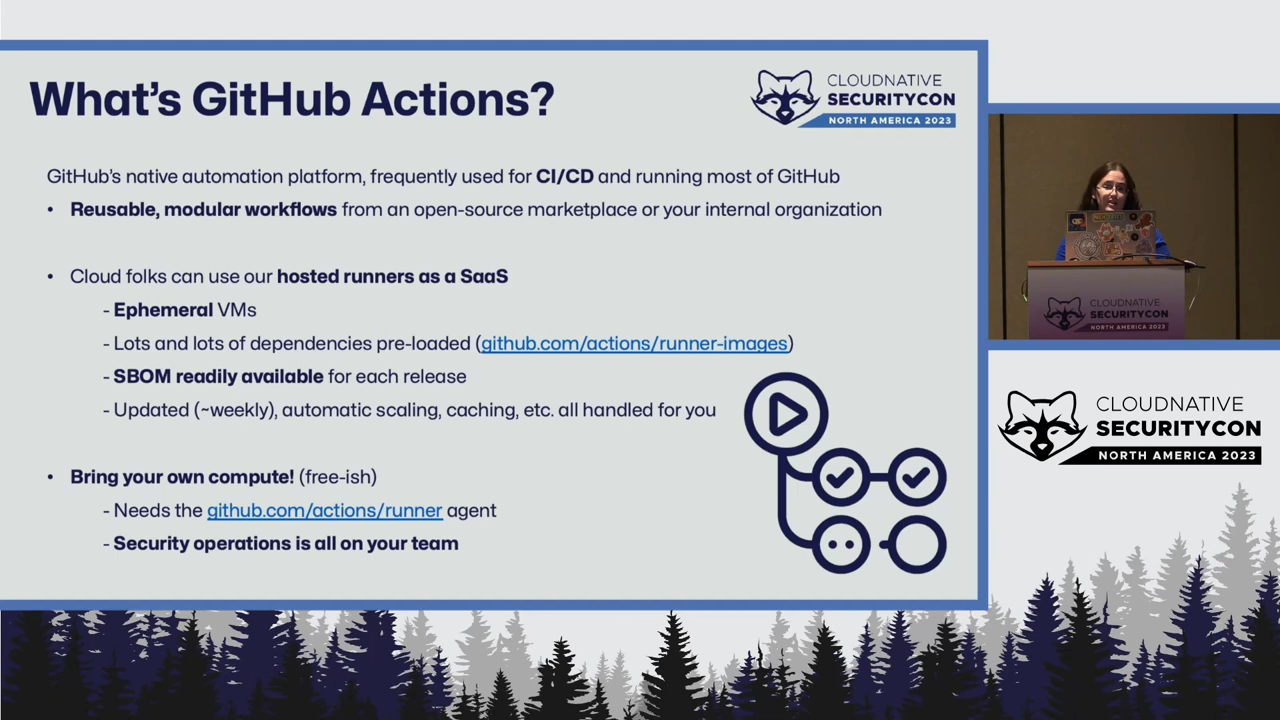 What's GitHub Actions?
CLOUDNATIVE
SECURITYCON
NORTH AMERICA 2023
GitHub's native automation platform, frequently used for CI/CD and running most of GitHub
• Reusable, modular workflows from an open-source marketplace or your internal organization
• Cloud folks can use our hosted runners as a SaaS
- Ephemeral VMs
- Lots and lots of dependencies pre-loaded (github.com/actions/runner-images)
- SBOM readily available for each release
- Updated (~weekly), automatic scaling, caching, etc. all handled for you
• Bring your own compute! (free-ish)
- Needs the github.com/actions/runner agent
- Security operations is all on your team
CLOUDNATIVE
SECURITYCON
NORTH AMERICA 2023
CLOUDNATIVE
SECURITYCON
NORTH AMERICA 2023